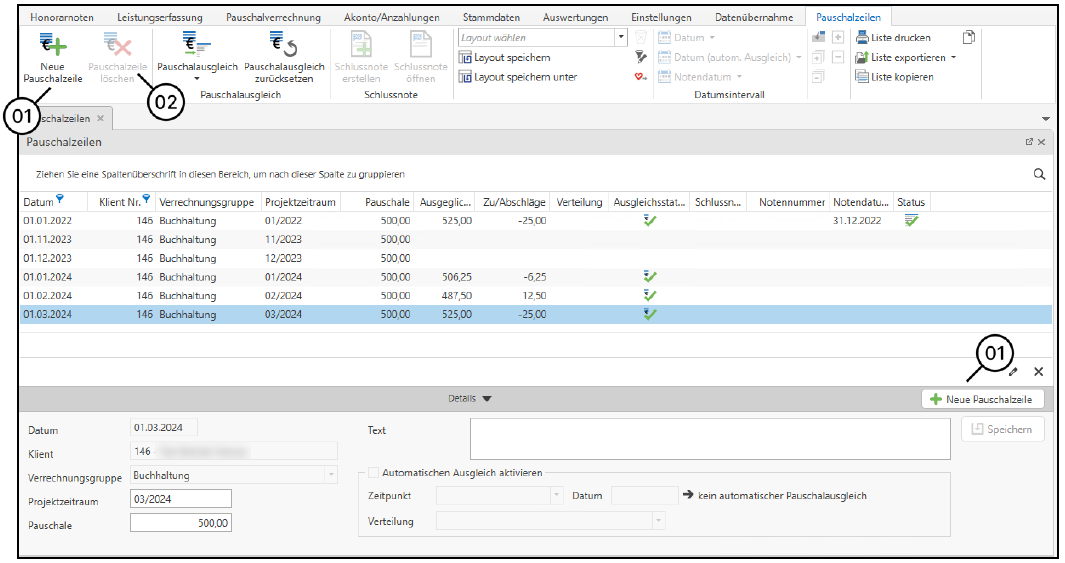 Honorarnoten Leistungserfassung Pauschalverrechnung Akonto/Anzahlungen Stammdaten Auswertungen Einstellungen Datenübernahme Pauschalzeilen
Neue Pauschalzeile
Pauschalzeile löschen
Pauschalausgleich
Pauschalausgleich zurücksetzen
Pauschalausgleich
Schlussnote erstellen
Schlussnote öffnen
Schlussnote
Layout wählen
Layout speichern
Layout speichern unter
Datum
Datum (autom. Ausgleich)
Notendatum
Datumsintervall
Liste drucken
Liste exportieren
Liste kopieren
01
02
schalzeilen
Pauschalzeilen
Ziehen Sie eine Spaltenüberschrift in diesen Bereich, um nach dieser Spalte zu gruppieren
Datum Klient Nr. Verrechnungsgruppe Projektzeitraum Pauschale Ausgeglic... Zu/Abschläge Verteilung Ausgleichsstat... Schlussn... Notennummer Notendatu... Status
01.01.2022 146 Buchhaltung 01/2022 500,00 525,00 -25,00 31.12.2022
01.11.2023 146 Buchhaltung 11/2023 500,00
01.12.2023 146 Buchhaltung 12/2023 500,00
01.01.2024 146 Buchhaltung 01/2024 500,00 506,25 -6,25
01.02.2024 146 Buchhaltung 02/2024 500,00 487,50 12,50
01.03.2024 146 Buchhaltung 03/2024 500,00 525,00 -25,00
01
Details
Neue Pauschalzeile
Datum 01.03.2024
Klient 146 -
Verrechnungsgruppe Buchhaltung
Projektzeitraum 03/2024
Pauschale 500,00
Text
Speichern
Automatischen Ausgleich aktivieren
Zeitpunkt Datum kein automatischer Pauschalausgleich
Verteilung